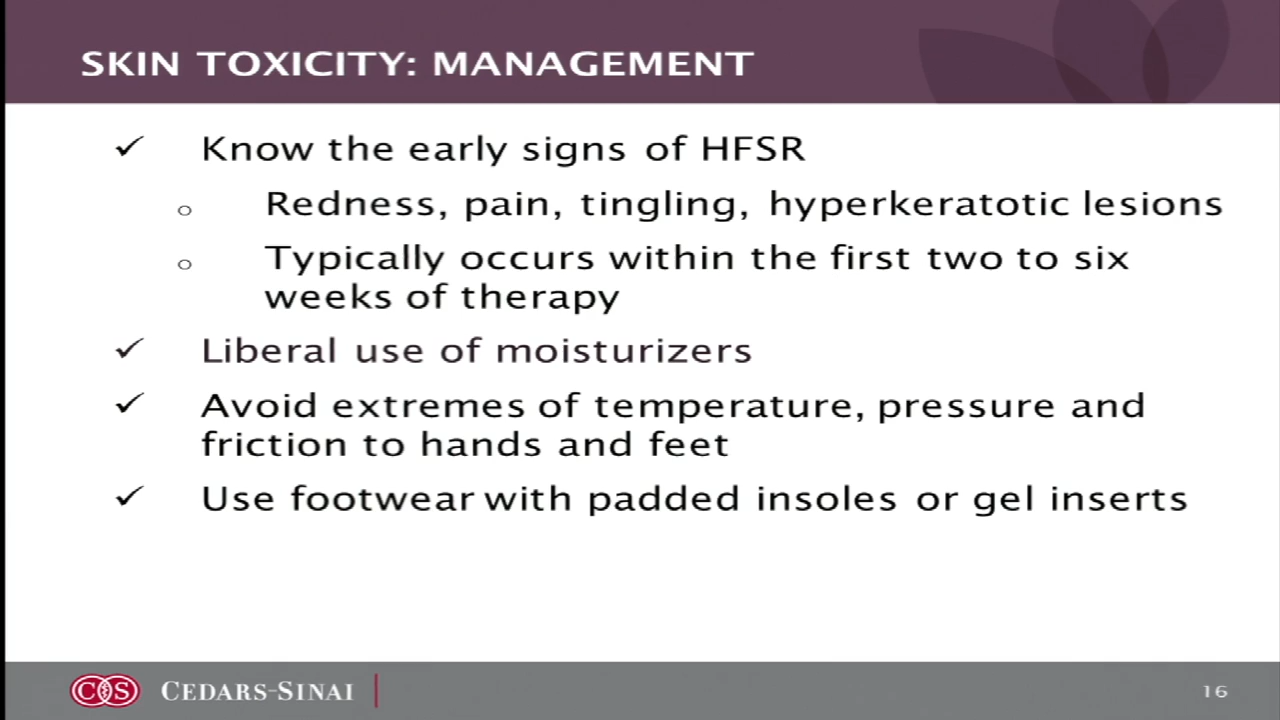 SKIN TOXICITY: MANAGEMENT
✓ Know the early signs of HFSR
o Redness, pain, tingling, hyperkeratotic lesions
o Typically occurs within the first two to six
weeks of therapy
✓ Liberal use of moisturizers
✓ Avoid extremes of temperature, pressure and
friction to hands and feet
✓ Use footwear with padded insoles or gel inserts
CS CEDARS-SINAI
16